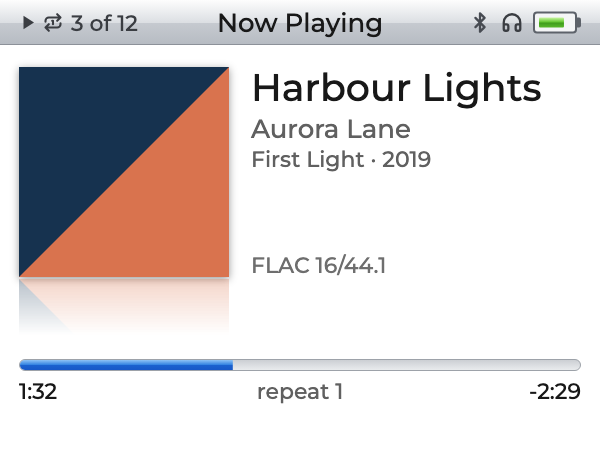 3 of 12
Now Playing
Harbour Lights
Aurora Lane
First Light · 2019
FLAC 16/44.1
1:32
repeat 1
-2:29